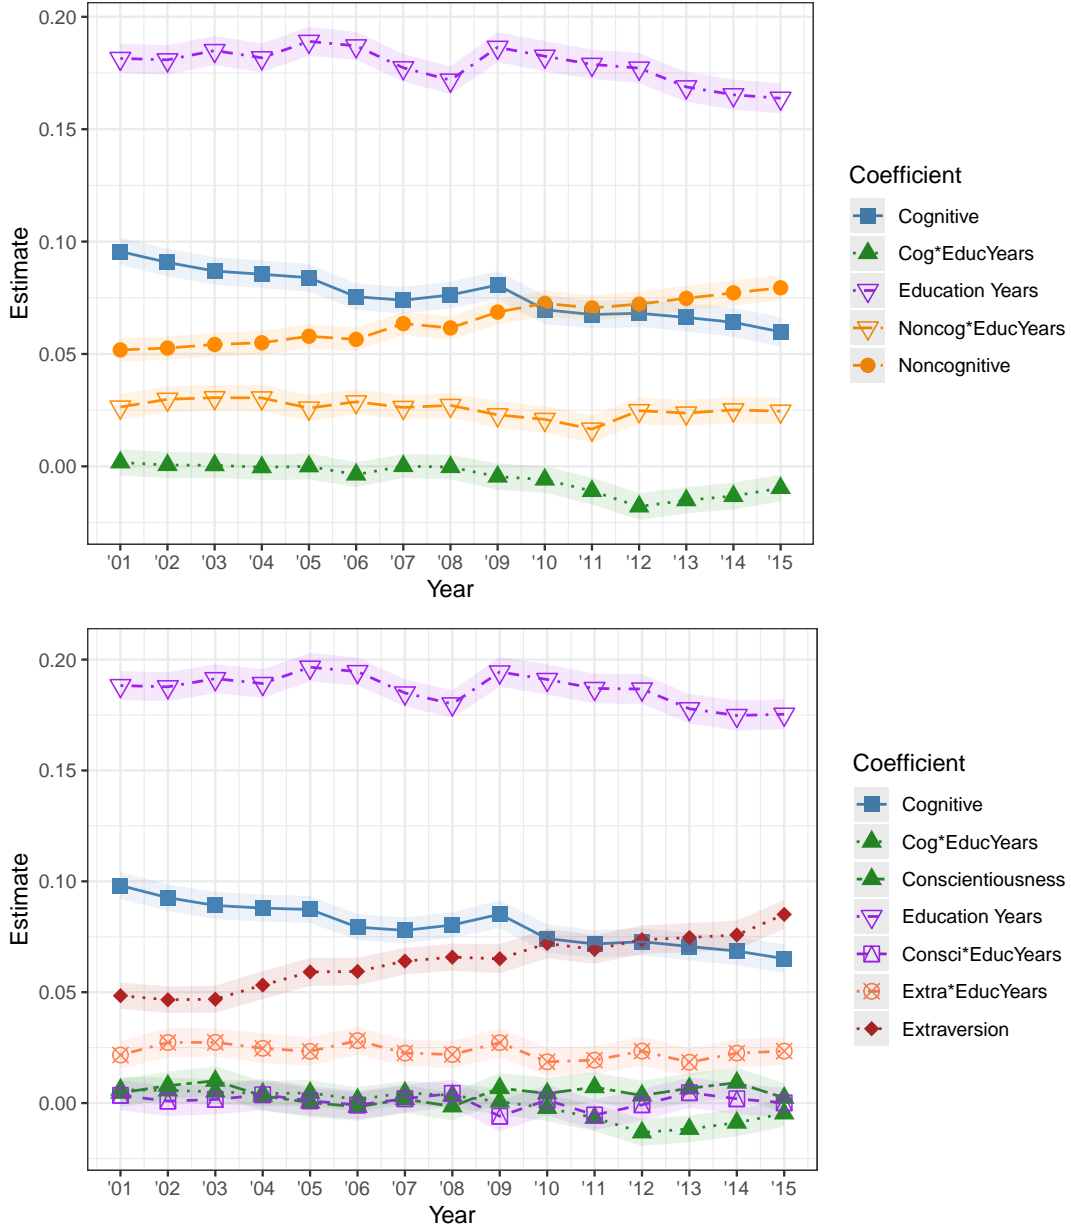 0.20
0.15
0.10
0.05
0.00
Estimate
'01 '02 '03 '04 '05 '06 '07 '08 '09 '10 '11 '12 '13 '14 '15
Year
Coefficient
Cognitive
Cog*EducYears
Education Years
Noncog*EducYears
Noncognitive
0.20
0.15
0.10
0.05
0.00
Estimate
'01 '02 '03 '04 '05 '06 '07 '08 '09 '10 '11 '12 '13 '14 '15
Year
Coefficient
Cognitive
Cog*EducYears
Conscientiousness
Education Years
Consci*EducYears
Extra*EducYears
Extraversion